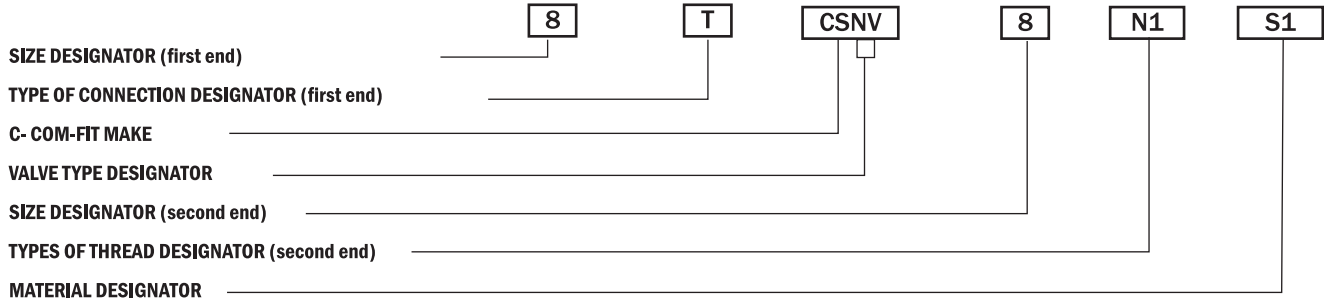 8 T CSNV 8 N1 S1
SIZE DESIGNATOR (first end)
TYPE OF CONNECTION DESIGNATOR (first end)
C- COM-FIT MAKE
VALVE TYPE DESIGNATOR
SIZE DESIGNATOR (second end)
TYPES OF THREAD DESIGNATOR (second end)
MATERIAL DESIGNATOR